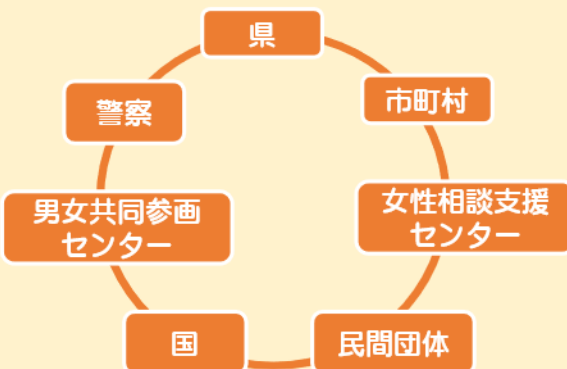 県
警察
市町村
男女共同参画
センター
女性相談支援
センター
国
民間団体